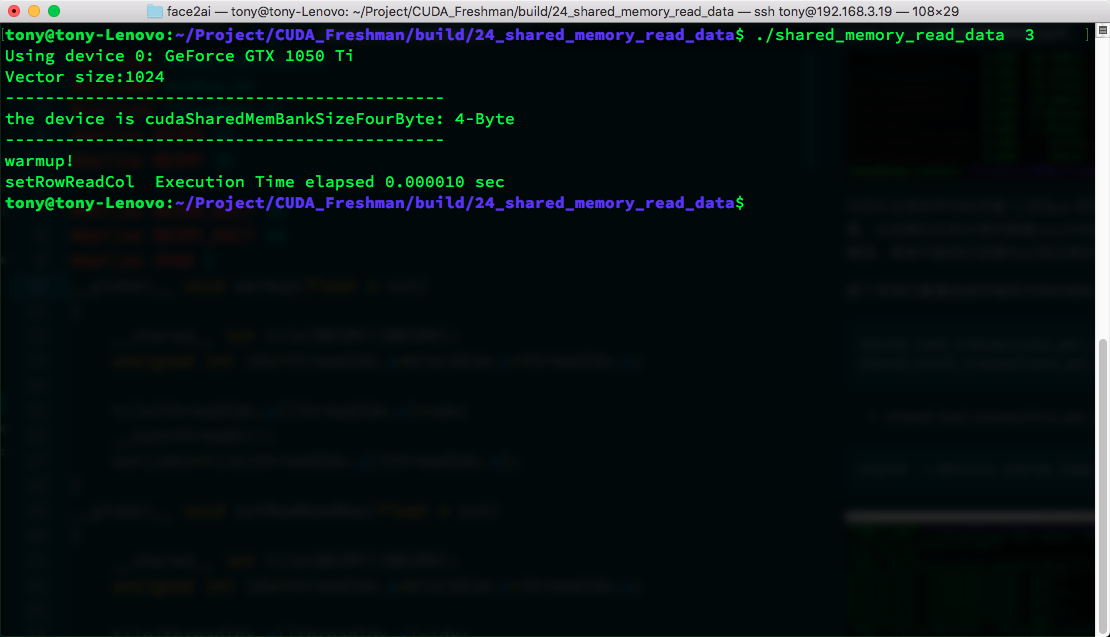 face2ai — tony@tony-Lenovo: ~/Project/CUDA_Freshman/build/24_shared_memory_read_data — ssh tony@192.168.3.19 — 108×29
[tony@tony-Lenovo:~/Project/CUDA_Freshman/build/24_shared_memory_read_data$ ./shared_memory_read_data  3 ]
Using device 0: GeForce GTX 1050 Ti
Vector size:1024
--------------------------------------------
the device is cudaSharedMemBankSizeFourByte: 4-Byte
--------------------------------------------
warmup!
setRowReadCol  Execution Time elapsed 0.000010 sec
tony@tony-Lenovo:~/Project/CUDA_Freshman/build/24_shared_memory_read_data$